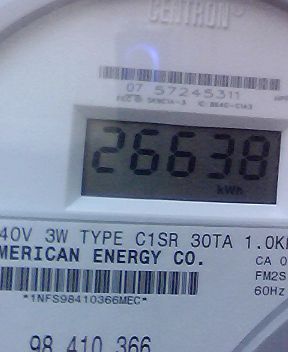 CENTRON®
07 57245311
26638
kWh
40V 3W TYPE C1SR 30TA 1.0K
MERICAN ENERGY CO.
CA 0
FM2S
60Hz
*1NFS98410366MEC*
98 410 366